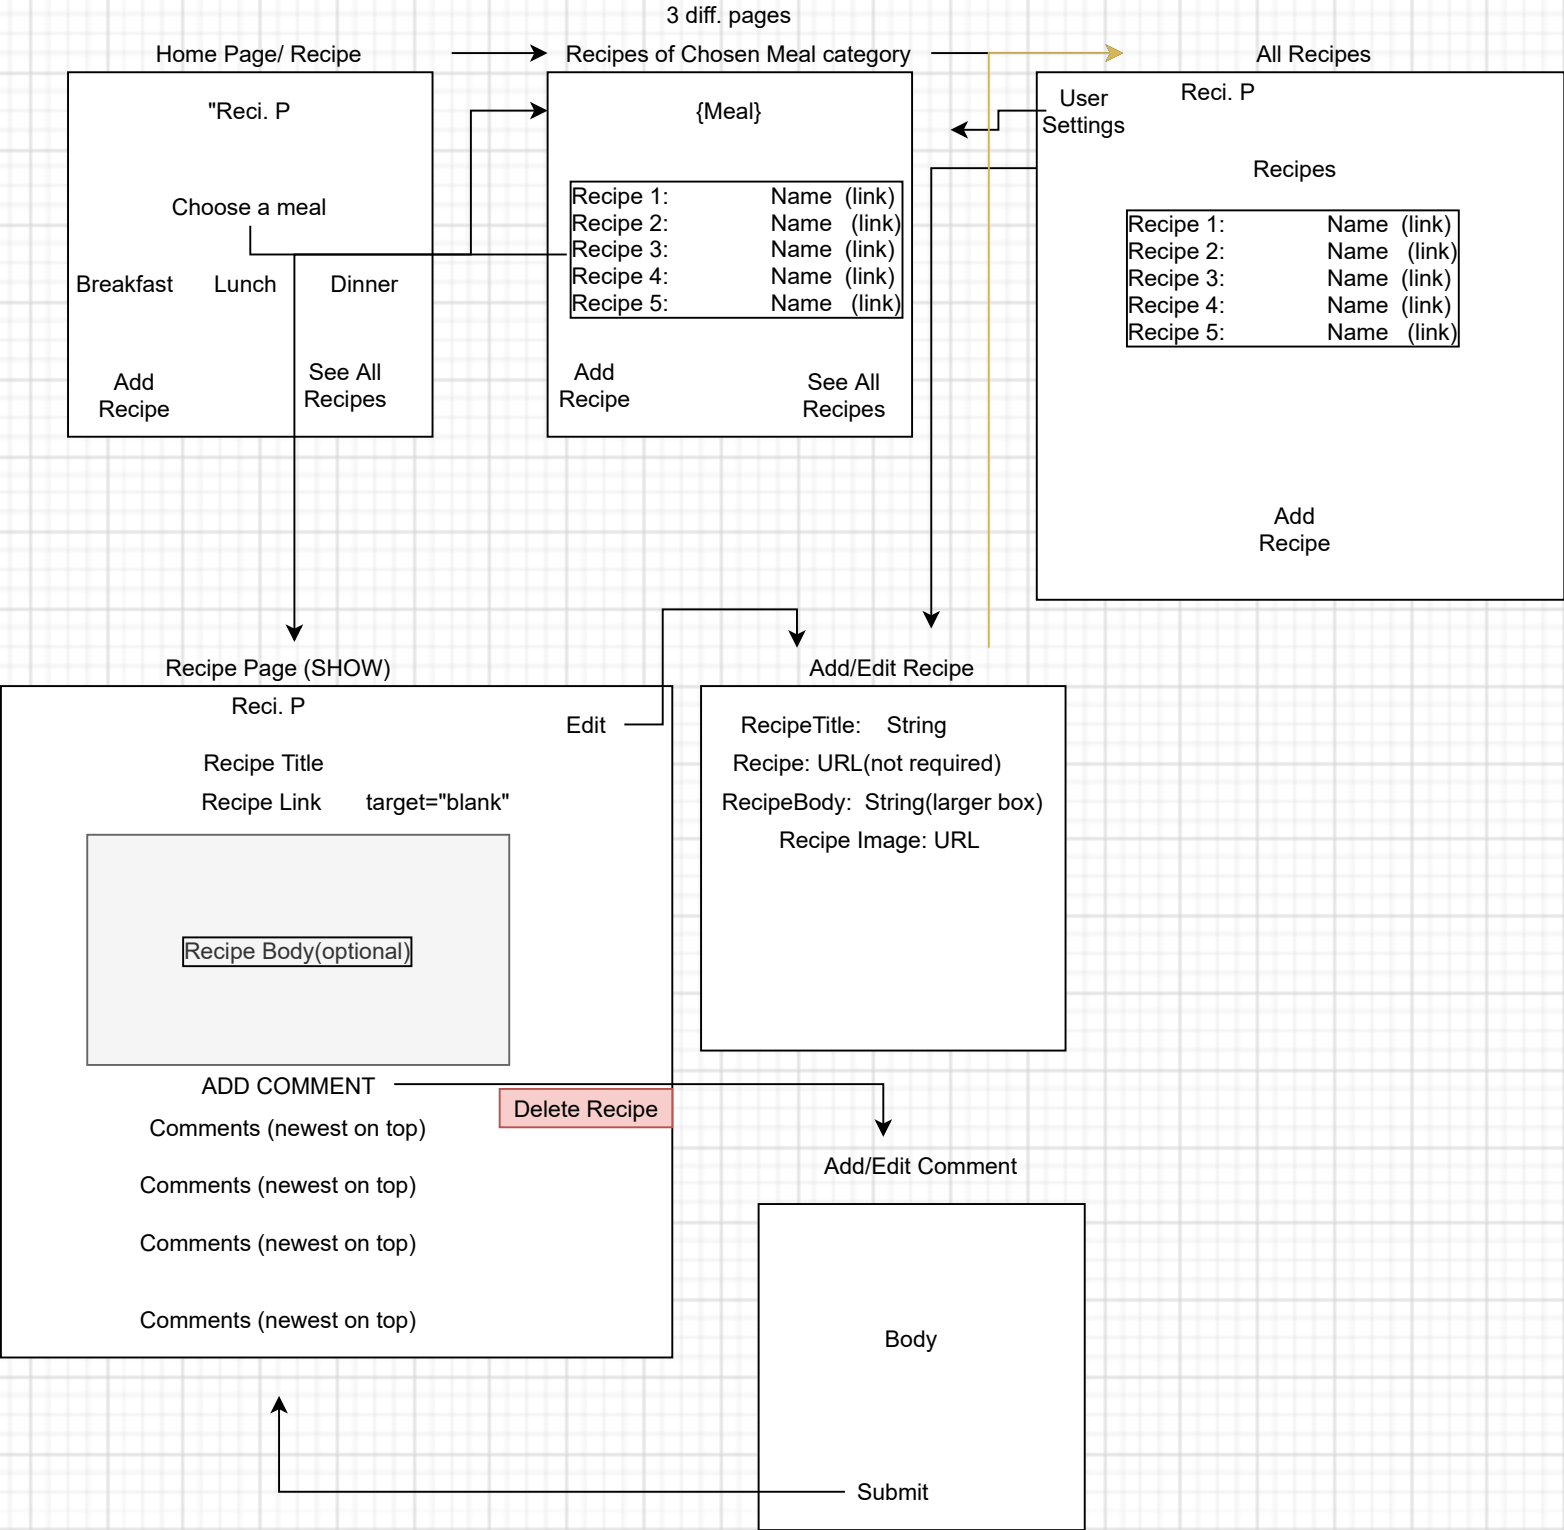 3 diff. pages
Home Page/ Recipe
Recipes of Chosen Meal category
All Recipes
"Reci. P
Choose a meal
Breakfast Lunch Dinner
Add
Recipe
See All
Recipes
{Meal}
Recipe 1: Name (link)
Recipe 2: Name (link)
Recipe 3: Name (link)
Recipe 4: Name (link)
Recipe 5: Name (link)
Add
Recipe
See All
Recipes
User
Settings
Reci. P
Recipes
Recipe 1: Name (link)
Recipe 2: Name (link)
Recipe 3: Name (link)
Recipe 4: Name (link)
Recipe 5: Name (link)
Add
Recipe
Recipe Page (SHOW)
Reci. P
Edit
Recipe Title
Recipe Link target="blank"
Recipe Body(optional)
ADD COMMENT
Delete Recipe
Comments (newest on top)
Comments (newest on top)
Comments (newest on top)
Comments (newest on top)
Add/Edit Recipe
RecipeTitle: String
Recipe: URL(not required)
RecipeBody: String(larger box)
Recipe Image: URL
Add/Edit Comment
Body
Submit